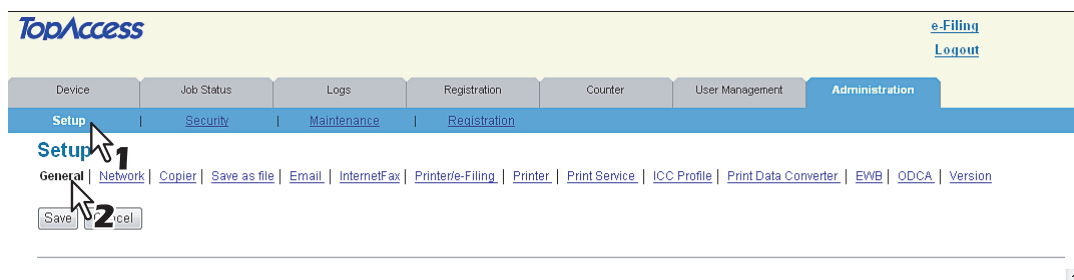 TopAccess
e-Filing
Logout
Device Job Status Logs Registration Counter User Management Administration
Setup | Security | Maintenance | Registration
1
Setup
General | Network | Copier | Save as file | Email | InternetFax | Printer/e-Filing | Printer | Print Service | ICC Profile | Print Data Converter | EWB | ODCA | Version
2
Save Cancel